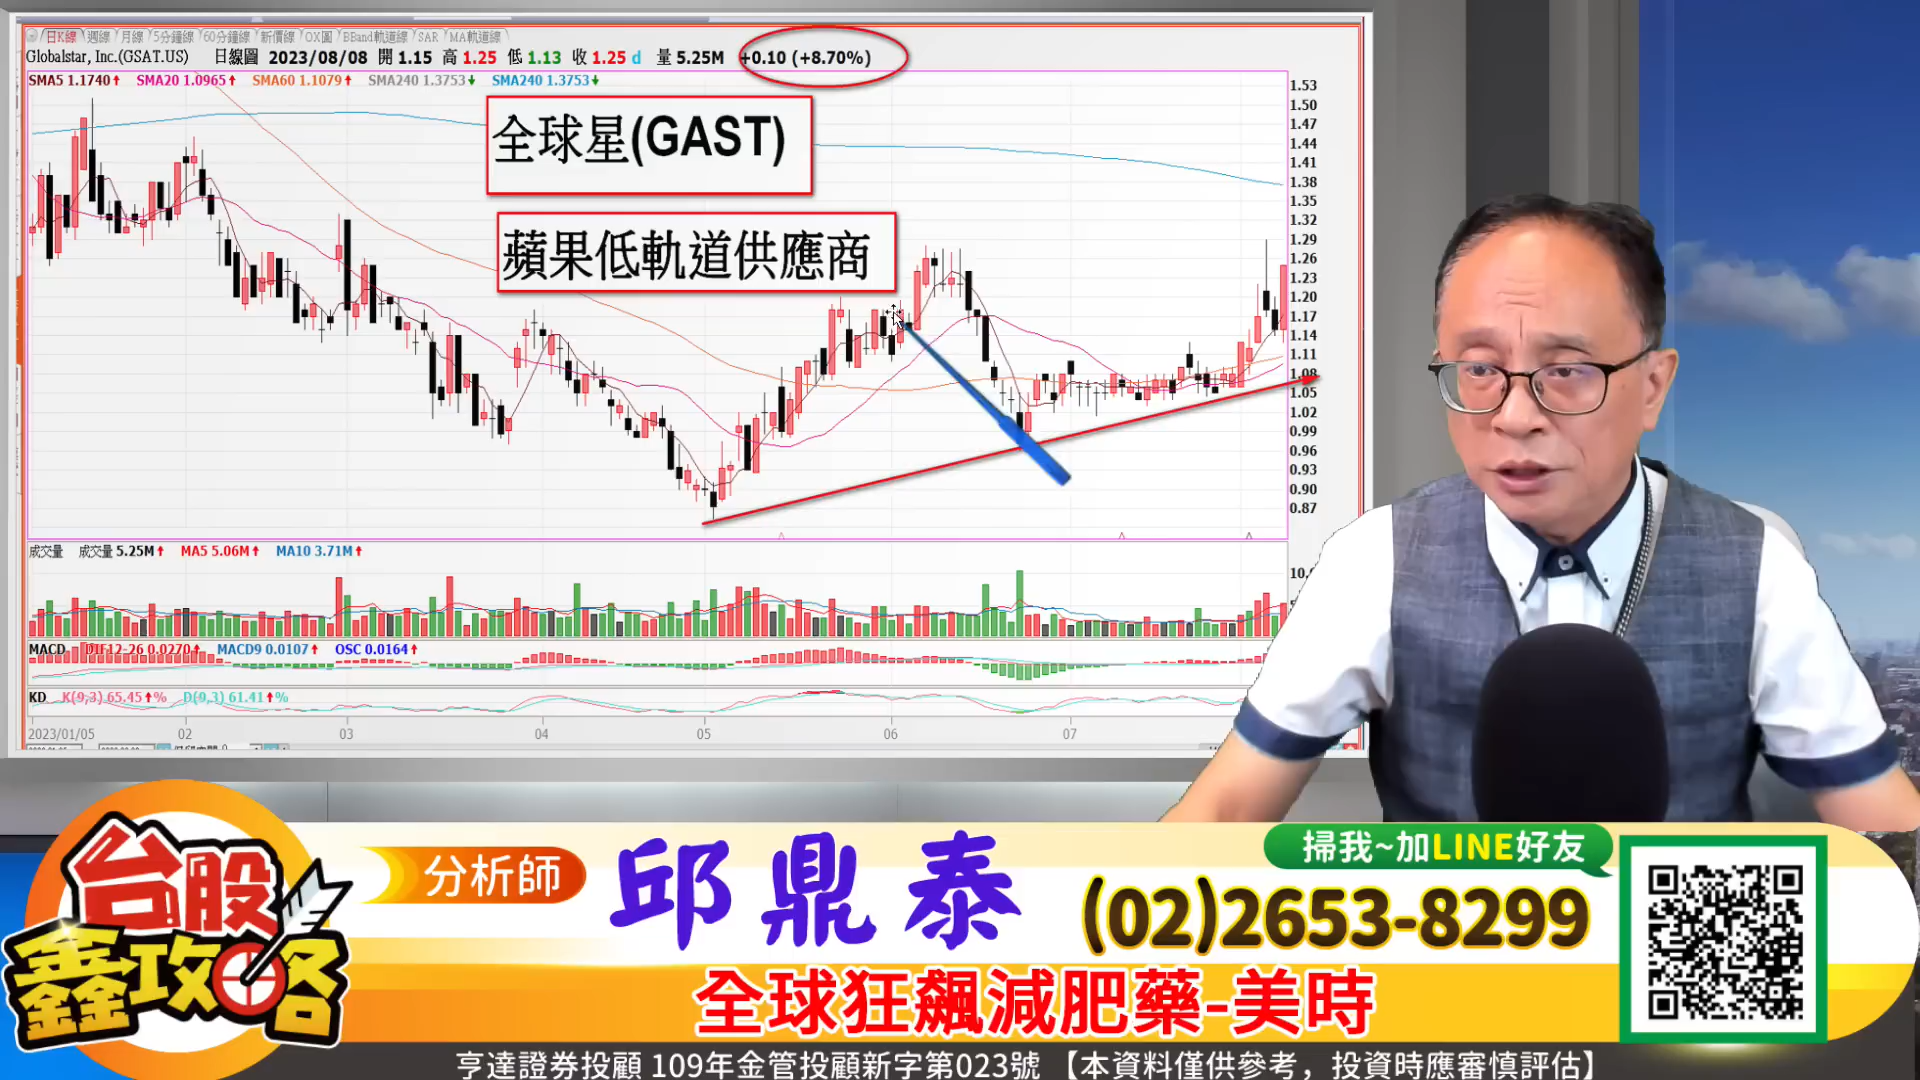 日K線 週線 月線 5分鐘線 60分鐘線 新價線 OX圖 BBand軌道線 SAR MA軌道線
Globalstar, Inc.(GSAT.US) 日線圖 2023/08/08 開 1.15 高 1.25 低 1.13 收 1.25 d 量 5.25M +0.10 (+8.70%)
SMA5 1.1740↑ SMA20 1.0965↑ SMA60 1.1079↑ SMA240 1.3753↓ SMA240 1.3753↓
全球星(GAST)
蘋果低軌道供應商
1.53
1.50
1.47
1.44
1.41
1.38
1.35
1.32
1.29
1.26
1.23
1.20
1.17
1.14
1.11
1.08
1.05
1.02
0.99
0.96
0.93
0.90
0.87
成交量 成交量 5.25M↑ MA5 5.06M↑ MA10 3.71M↑
MACD DIF12-26 0.0270↑ MACD9 0.0107↑ OSC 0.0164↑
KD K(9,3) 65.45↑% D(9,3) 61.41↑%
2023/01/05 02 03 04 05 06 07
台股
鑫攻略
分析師
邱鼎泰
掃我~加LINE好友
(02)2653-8299
全球狂飆減肥藥-美時
亨達證券投顧 109年金管投顧新字第023號 【本資料僅供參考，投資時應審慎評估】